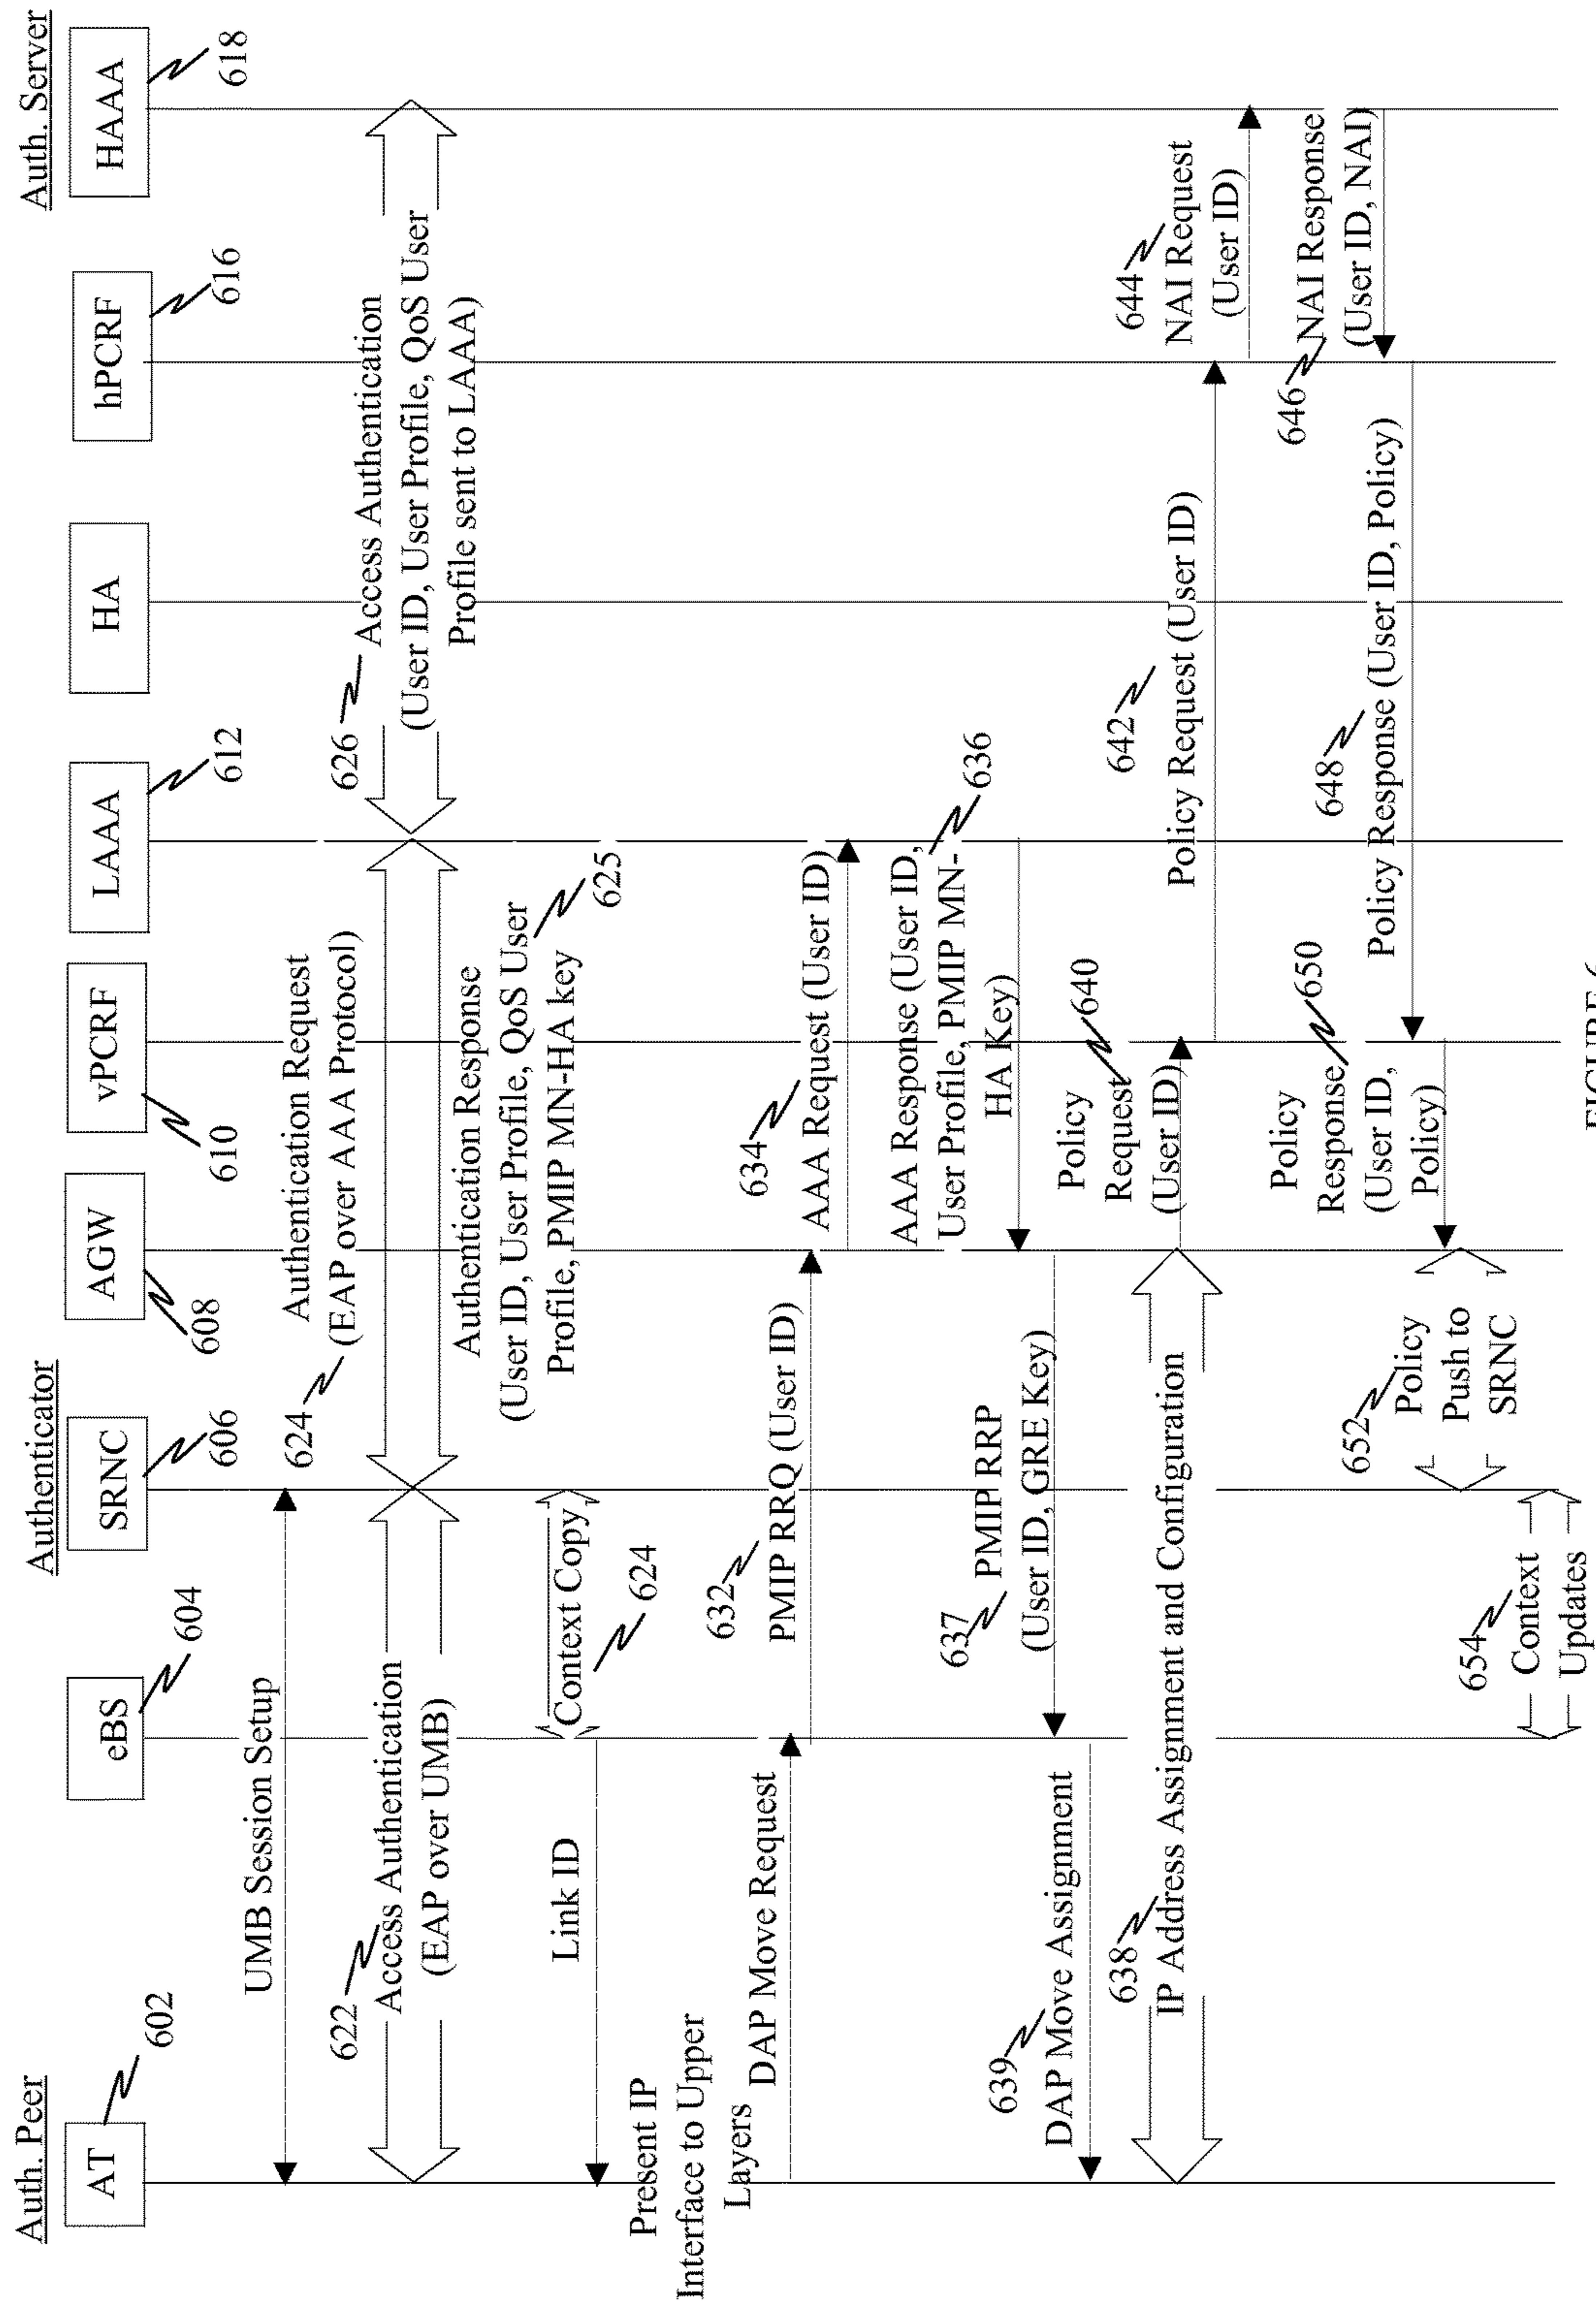 Auth. Peer
Authenticator
Auth. Server
AT
602
eBS
604
SRNC
606
AGW
608
vPCRF
610
LAAA
612
HA
hPCRF
616
HAAA
618
UMB Session Setup
622
Access Authentication
(EAP over UMB)
624
Authentication Request
(EAP over AAA Protocol)
Authentication Response
(User ID, User Profile, QoS User
Profile, PMIP MN-HA key
625
626
Access Authentication
(User ID, User Profile, QoS User
Profile sent to LAAA)
Context Copy
624
Link ID
Present IP
Interface to Upper
Layers
DAP Move Request
632
PMIP RRQ (User ID)
634
AAA Request (User ID)
AAA Response (User ID,
User Profile, PMIP MN-
HA Key)
636
637
PMIP RRP
(User ID, GRE Key)
639
DAP Move Assignment
638
IP Address Assignment and Configuration
Policy
Request
(User ID)
640
642
Policy Request (User ID)
644
NAI Request
(User ID)
646
NAI Response
(User ID, NAI)
648
Policy Response (User ID, Policy)
Policy
Response
(User ID,
Policy)
650
652
Policy
Push to
SRNC
654
Context
Updates
FIGURE 6